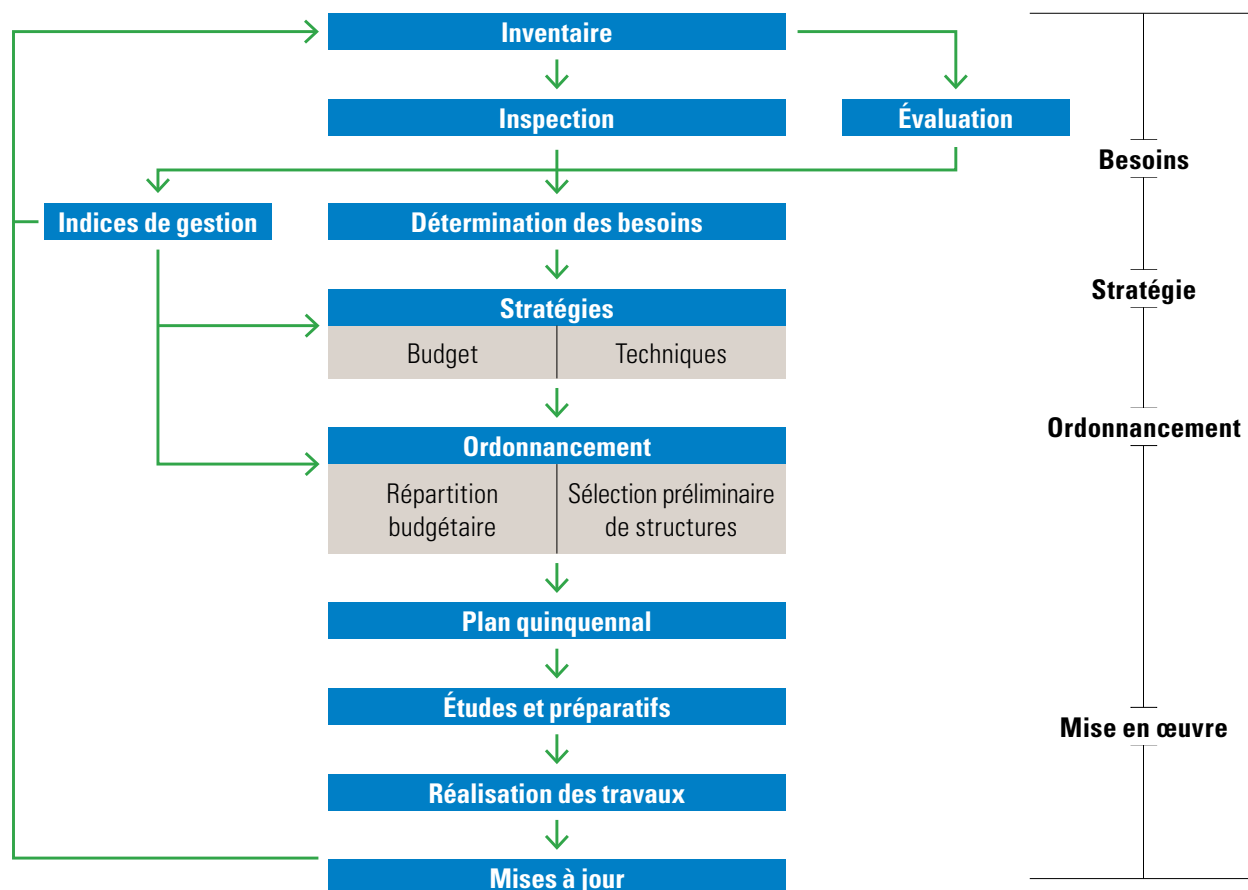 Inventaire
Inspection
Évaluation
Besoins
Indices de gestion
Détermination des besoins
Stratégies
Stratégie
Budget
Techniques
Ordonnancement
Ordonnancement
Répartition
budgétaire
Sélection préliminaire
de structures
Plan quinquennal
Études et préparatifs
Mise en œuvre
Réalisation des travaux
Mises à jour